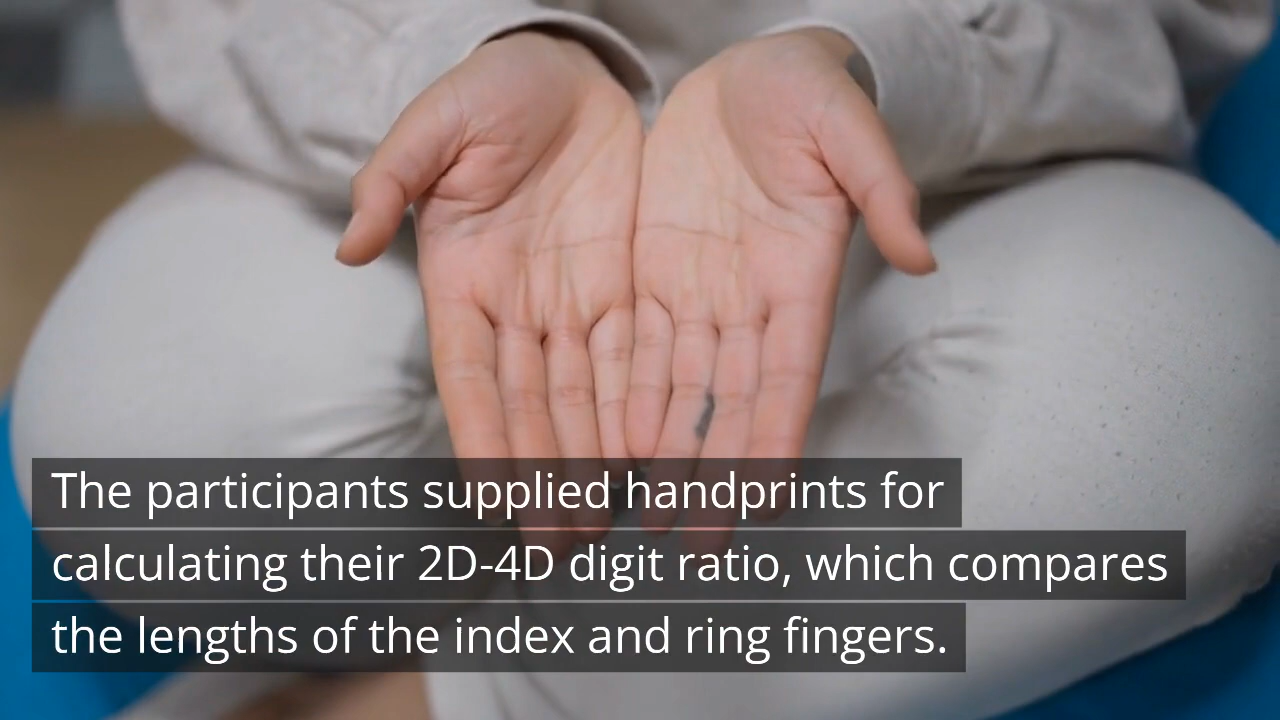 The participants supplied handprints for
calculating their 2D-4D digit ratio, which compares
the lengths of the index and ring fingers.